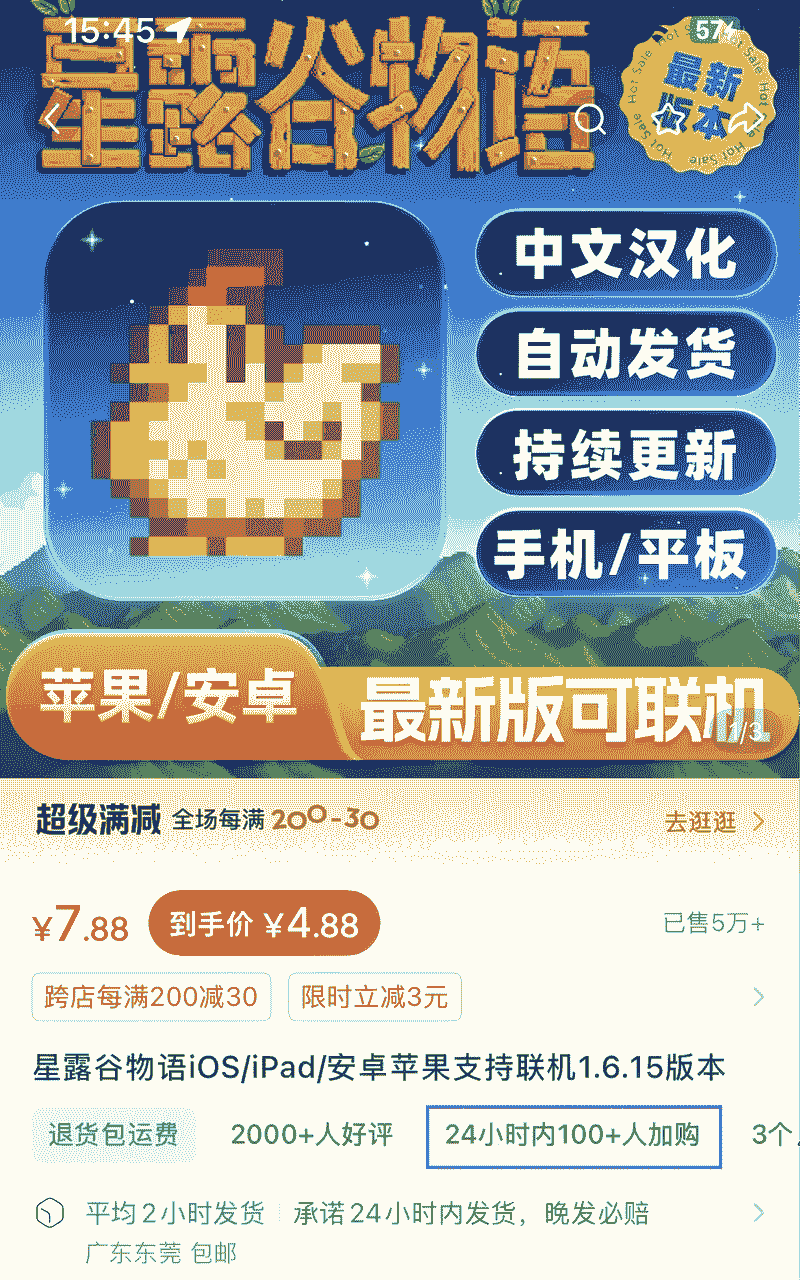 15:45
57
星露谷物语
最新
版本
Hot Sale
中文汉化
自动发货
持续更新
手机/平板
苹果/安卓
最新版可联机
1/3
超级满减 全场每满200-30
去逛逛
¥7.88 到手价 ¥4.88
已售5万+
跨店每满200减30 限时立减3元
星露谷物语iOS/iPad/安卓苹果支持联机1.6.15版本
退货包运费 2000+人好评 24小时内100+人加购 3个
平均2小时发货 承诺24小时内发货，晚发必赔
广东东莞 包邮